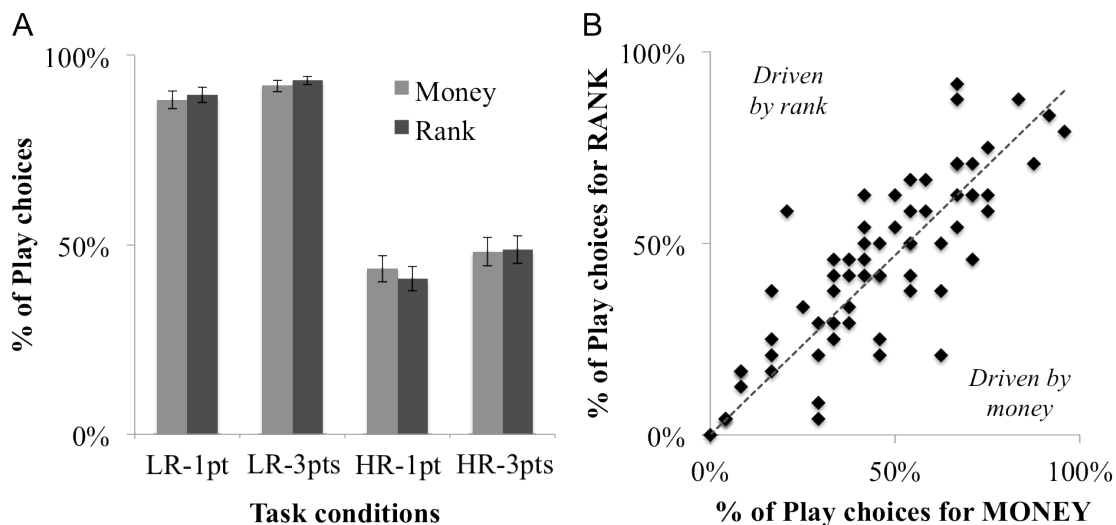 A
100%
50%
0%
% of Play choices
Money
Rank
LR-1pt LR-3pts HR-1pt HR-3pts
Task conditions
B
100%
50%
0%
% of Play choices for RANK
Driven
by rank
Driven by
money
0% 50% 100%
% of Play choices for MONEY